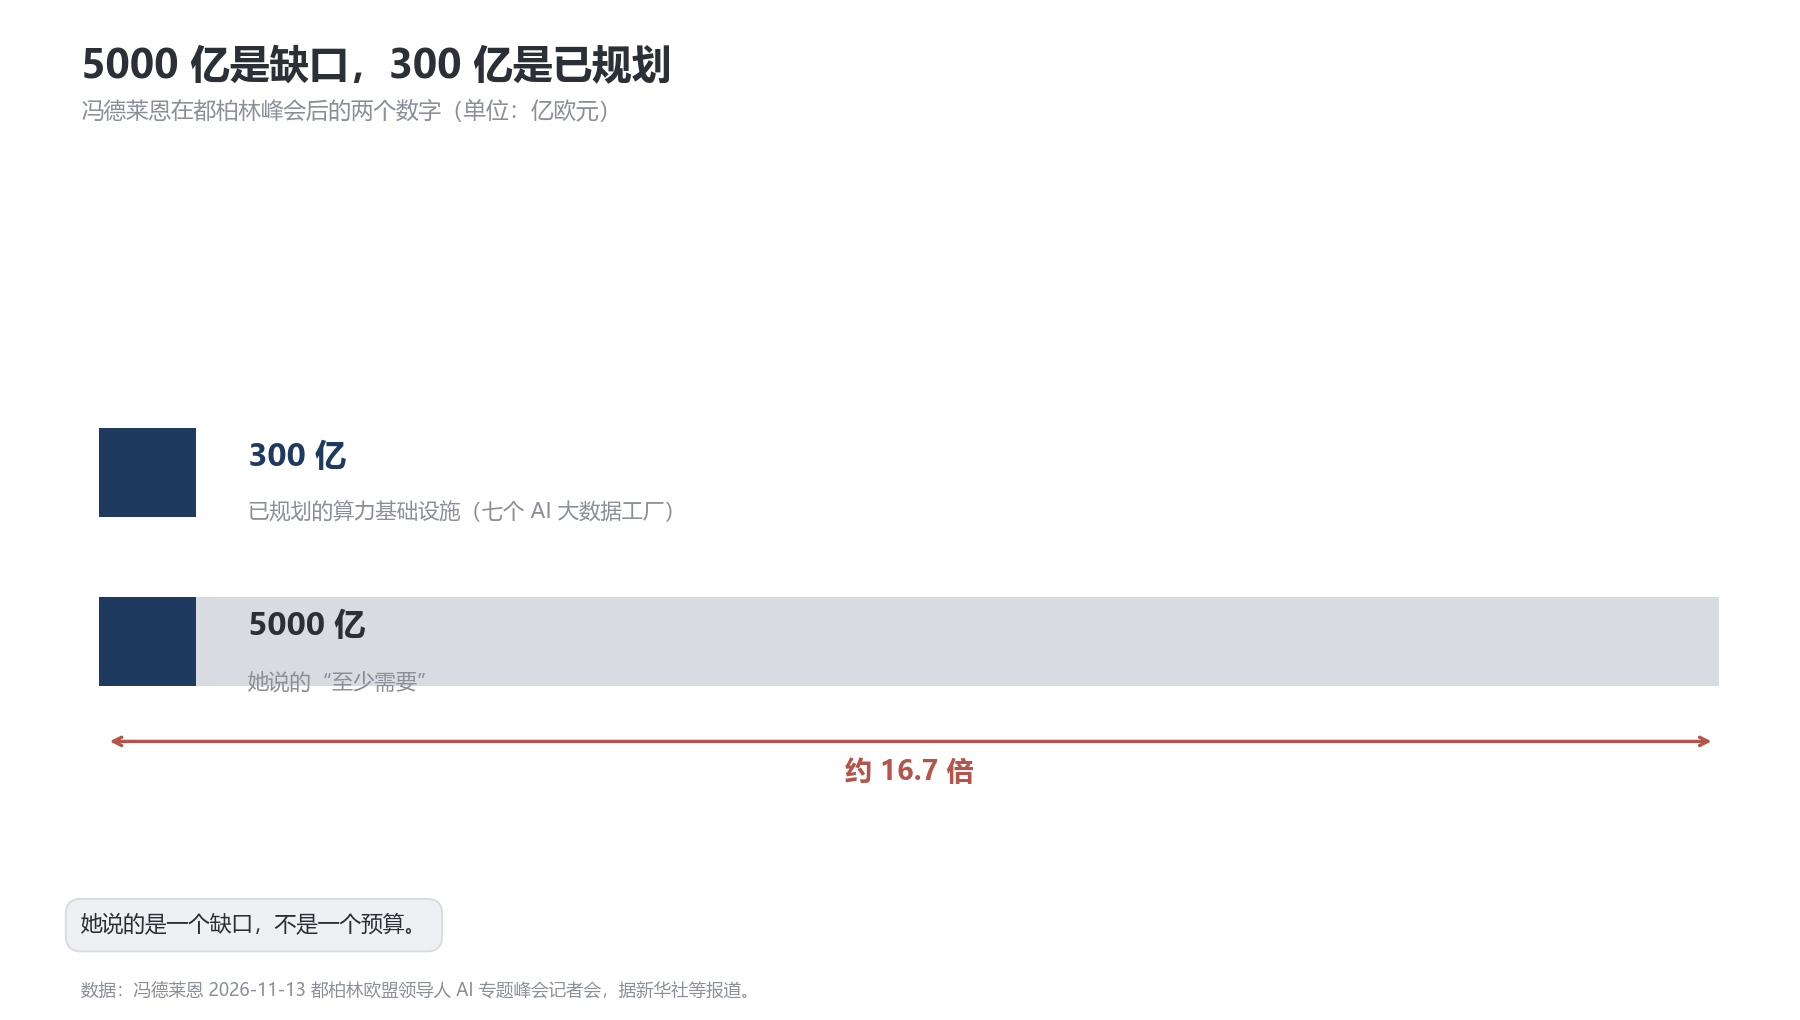 5000 亿是缺口，300 亿是已规划
冯德莱恩在都柏林峰会后的两个数字（单位：亿欧元）
300 亿
已规划的算力基础设施（七个 AI 大数据工厂）
5000 亿
她说的“至少需要”
约 16.7 倍
她说的是一个缺口，不是一个预算。
数据：冯德莱恩 2026-11-13 都柏林欧盟领导人 AI 专题峰会记者会，据新华社等报道。